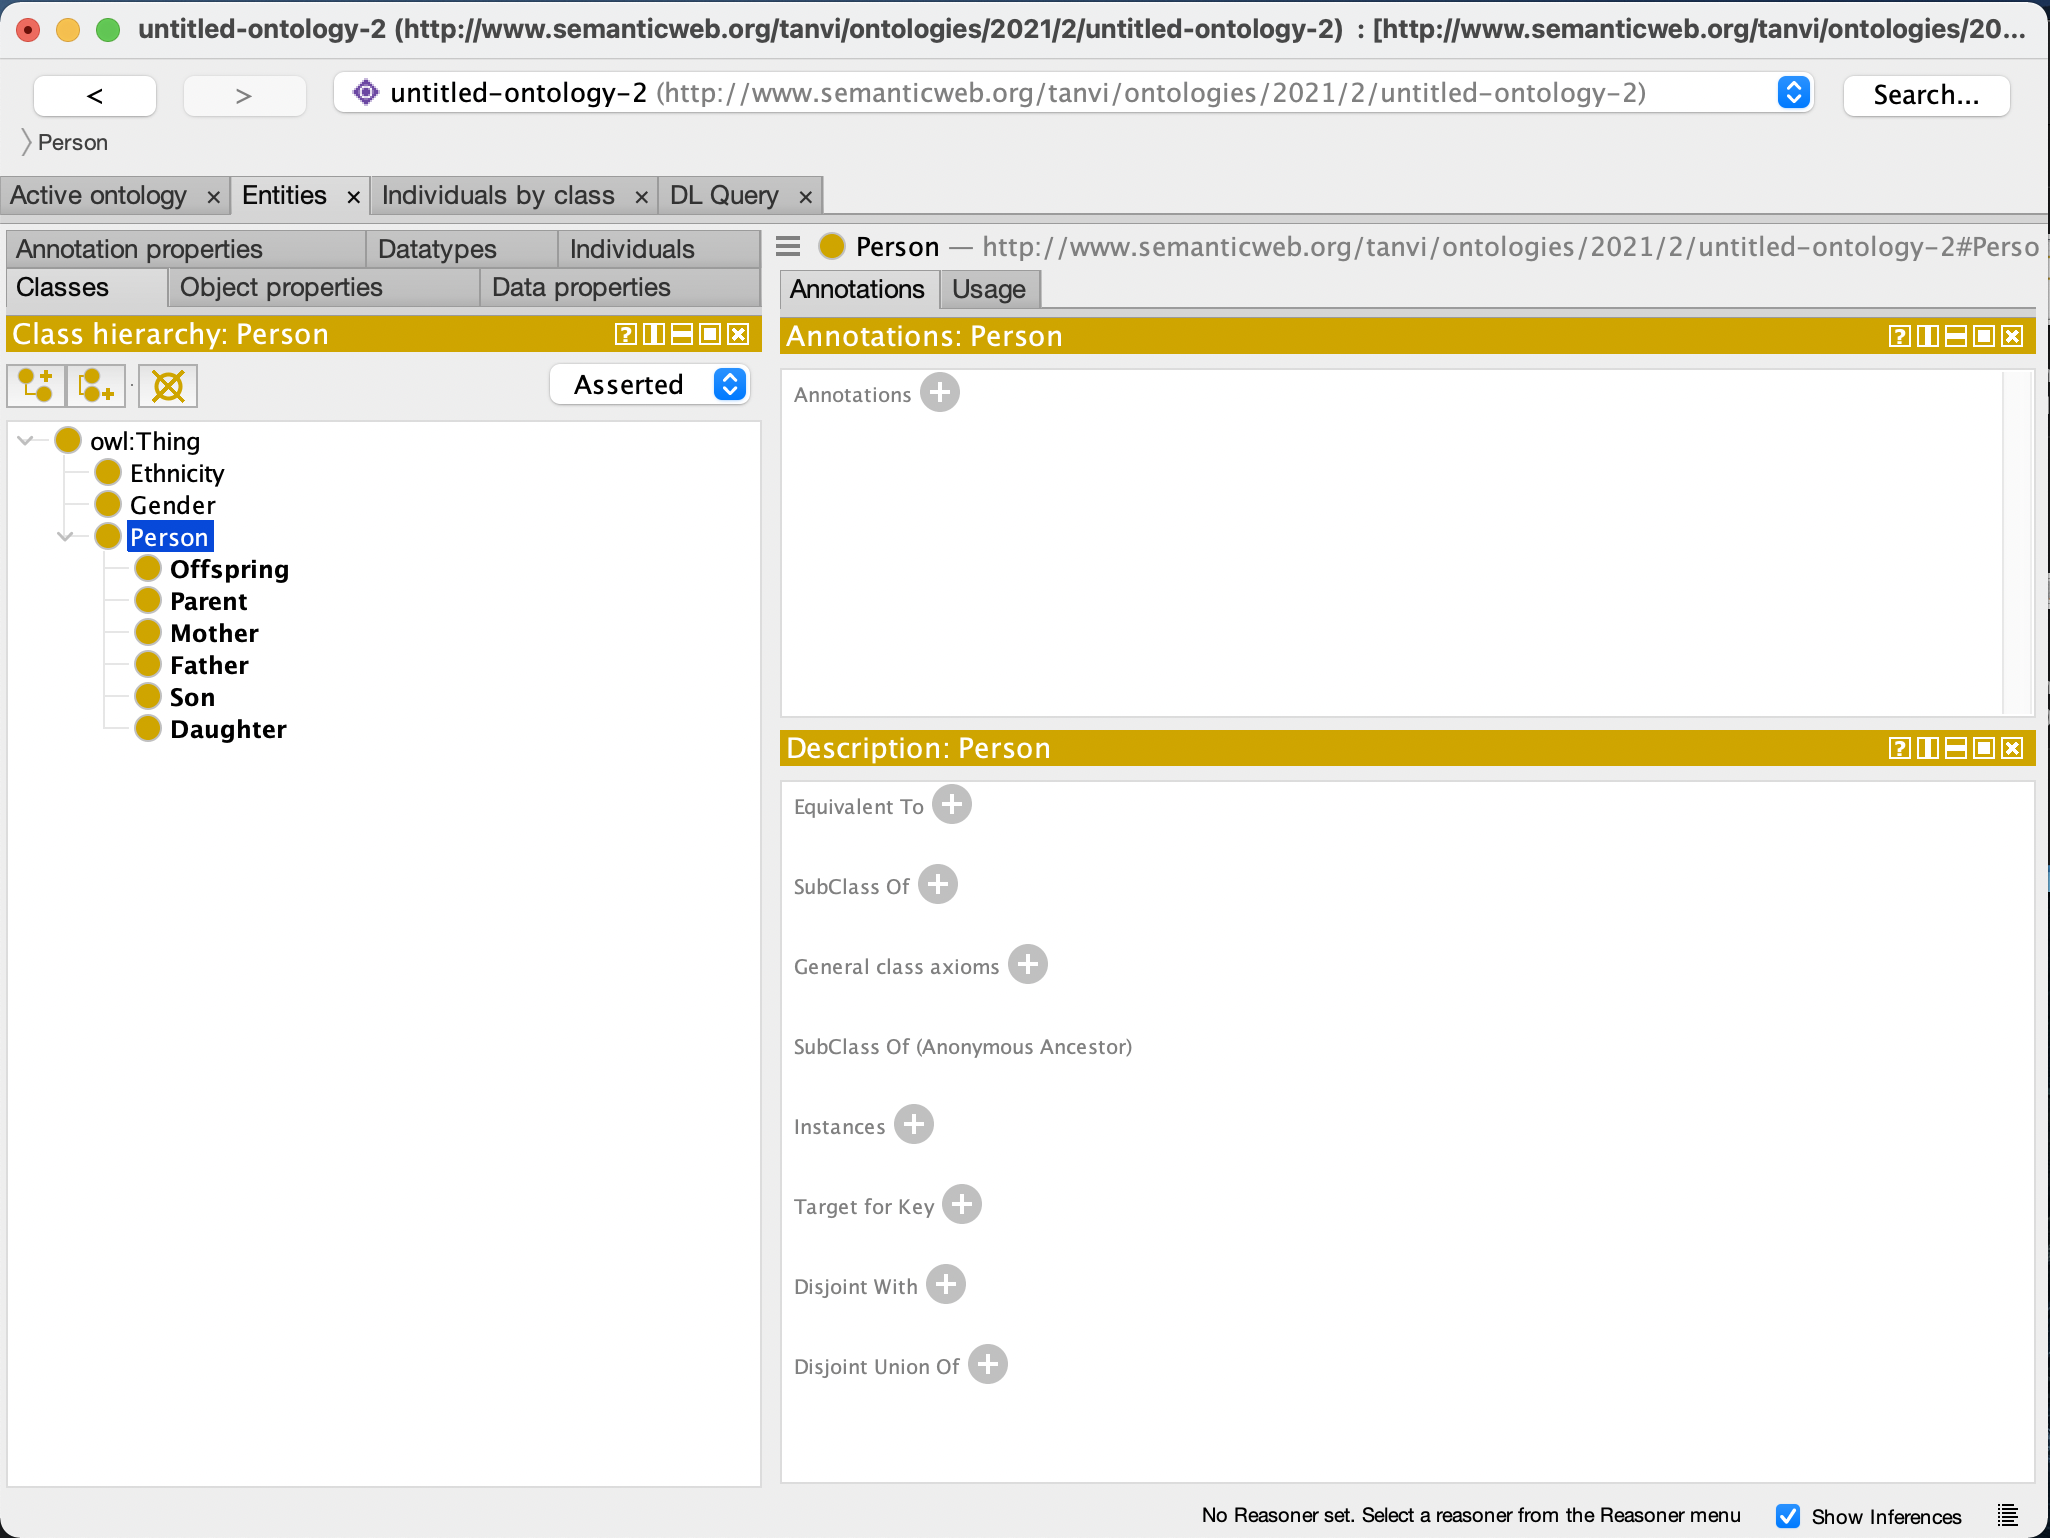 untitled-ontology-2 (http://www.semanticweb.org/tanvi/ontologies/2021/2/untitled-ontology-2) : [http://www.semanticweb.org/tanvi/ontologies/20...
<
>
untitled-ontology-2 (http://www.semanticweb.org/tanvi/ontologies/2021/2/untitled-ontology-2)
Search...
Person
Active ontology ×
Entities ×
Individuals by class ×
DL Query ×
Annotation properties
Datatypes
Individuals
Classes
Object properties
Data properties
Class hierarchy: Person
Asserted
owl:Thing
Ethnicity
Gender
Person
Offspring
Parent
Mother
Father
Son
Daughter
Person — http://www.semanticweb.org/tanvi/ontologies/2021/2/untitled-ontology-2#Perso
Annotations
Usage
Annotations: Person
Annotations
Description: Person
Equivalent To
SubClass Of
General class axioms
SubClass Of (Anonymous Ancestor)
Instances
Target for Key
Disjoint With
Disjoint Union Of
No Reasoner set. Select a reasoner from the Reasoner menu
Show Inferences